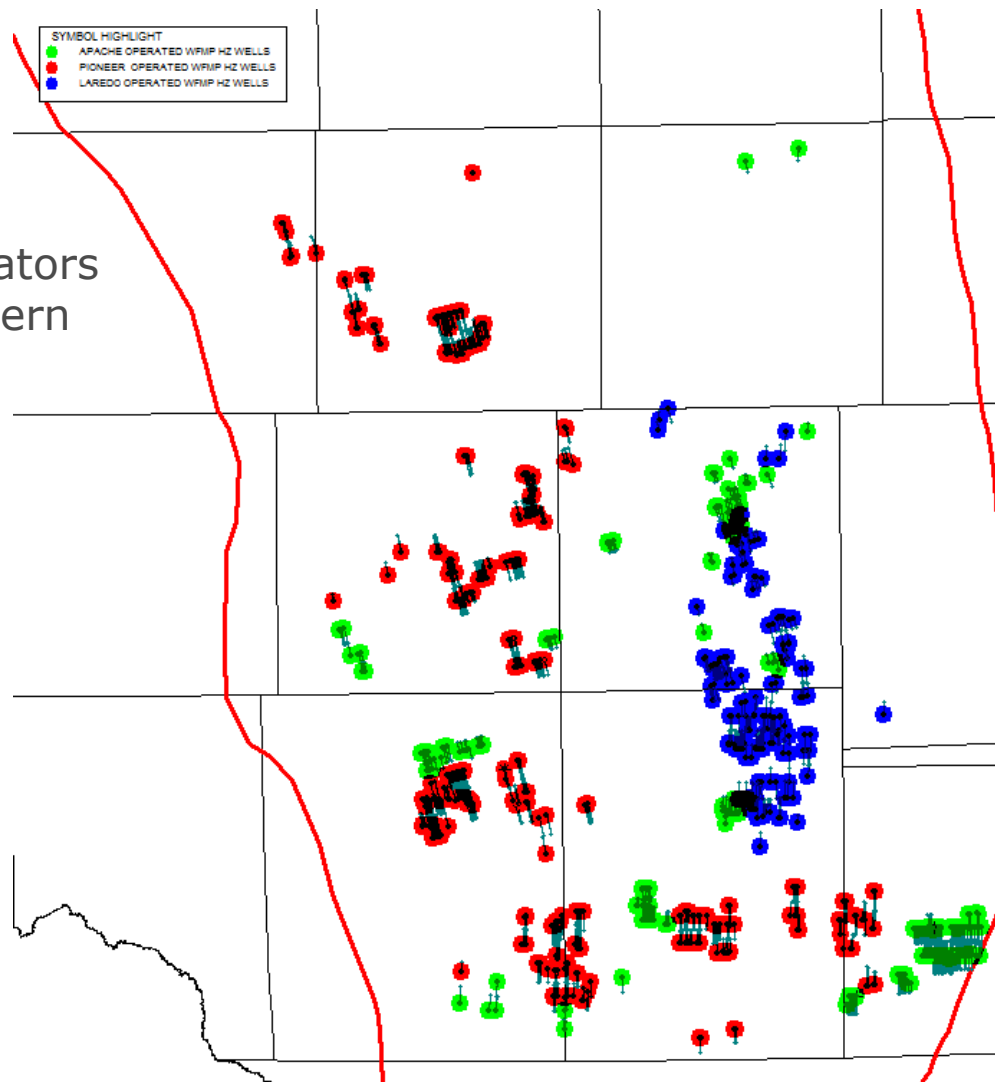 SYMBOL HIGHLIGHT
APACHE OPERATED WFMP HZ WELLS
PIONEER OPERATED WFMP HZ WELLS
LAREDO OPERATED WFMP HZ WELLS
ators
ern